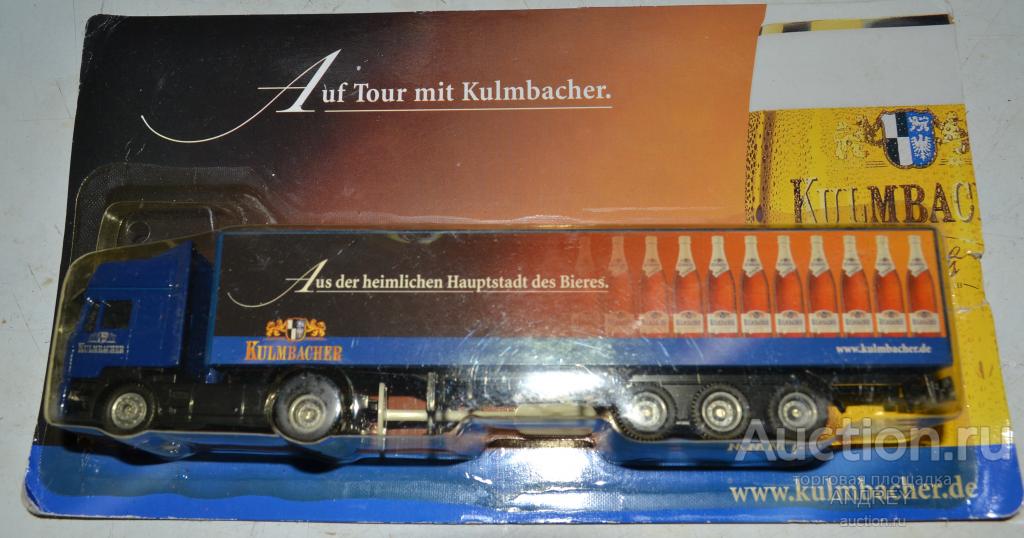 Auf Tour mit Kulmbacher.
KULMBAC
Aus der heimlichen Hauptstadt des Bieres.
KULMBACHER
KULMBACHER
www.kulmbacher.de
Auction.ru
торговая площадка
www.kulmbacher.de
ANDREY
auction.ru